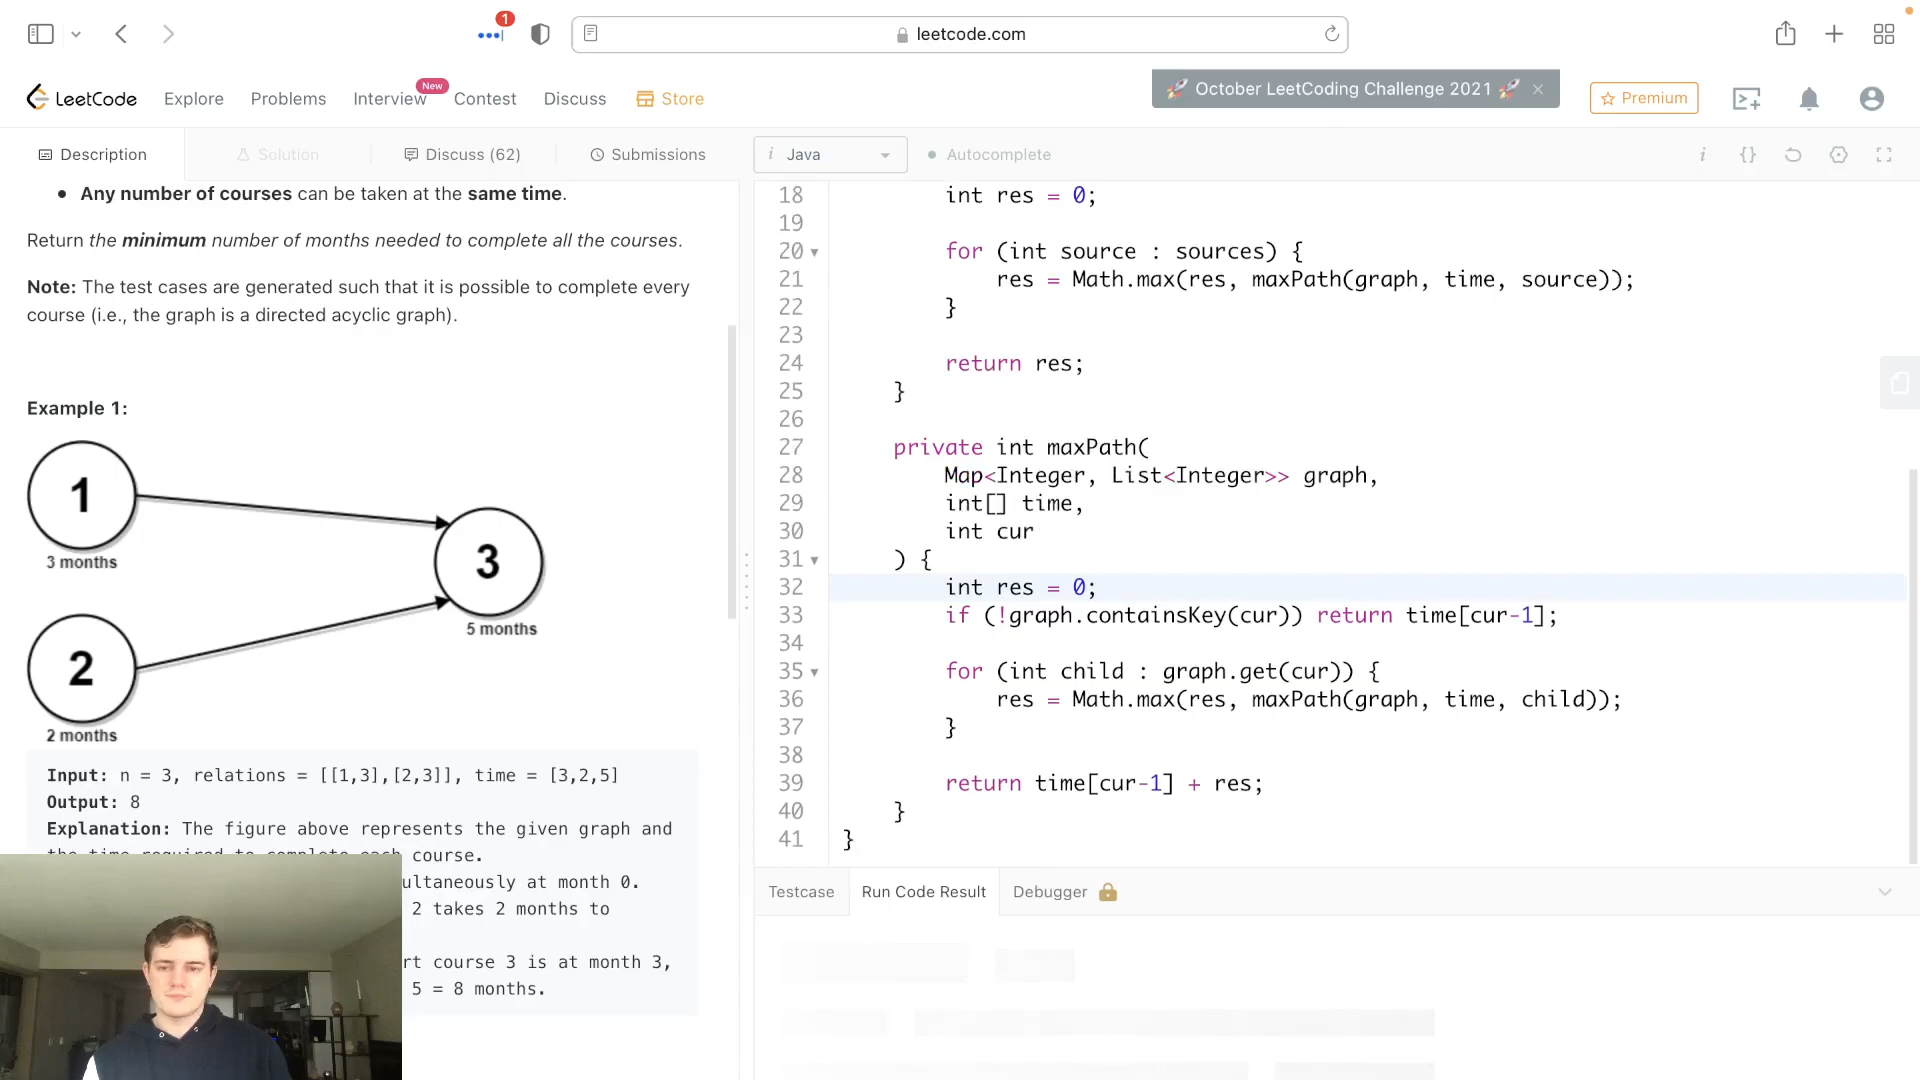 1
leetcode.com
LeetCode
Explore
Problems
Interview
New
Contest
Discuss
Store
🚀 October LeetCoding Challenge 2021 🚀 ×
Premium
Description
Solution
Discuss (62)
Submissions
i Java
Autocomplete
i {}
• Any number of courses can be taken at the same time.
Return the minimum number of months needed to complete all the courses.
Note: The test cases are generated such that it is possible to complete every
course (i.e., the graph is a directed acyclic graph).
Example 1:
1
3 months
3
5 months
2
2 months
Input: n = 3, relations = [[1,3],[2,3]], time = [3,2,5]
Output: 8
Explanation: The figure above represents the given graph and
the time required to complete each course.
ultaneously at month 0.
2 takes 2 months to
rt course 3 is at month 3,
5 = 8 months.
18 int res = 0;
19
20 for (int source : sources) {
21 res = Math.max(res, maxPath(graph, time, source));
22 }
23
24 return res;
25 }
26
27 private int maxPath(
28 Map<Integer, List<Integer>> graph,
29 int[] time,
30 int cur
31 ) {
32 int res = 0;
33 if (!graph.containsKey(cur)) return time[cur-1];
34
35 for (int child : graph.get(cur)) {
36 res = Math.max(res, maxPath(graph, time, child));
37 }
38
39 return time[cur-1] + res;
40 }
41 }
Testcase
Run Code Result
Debugger